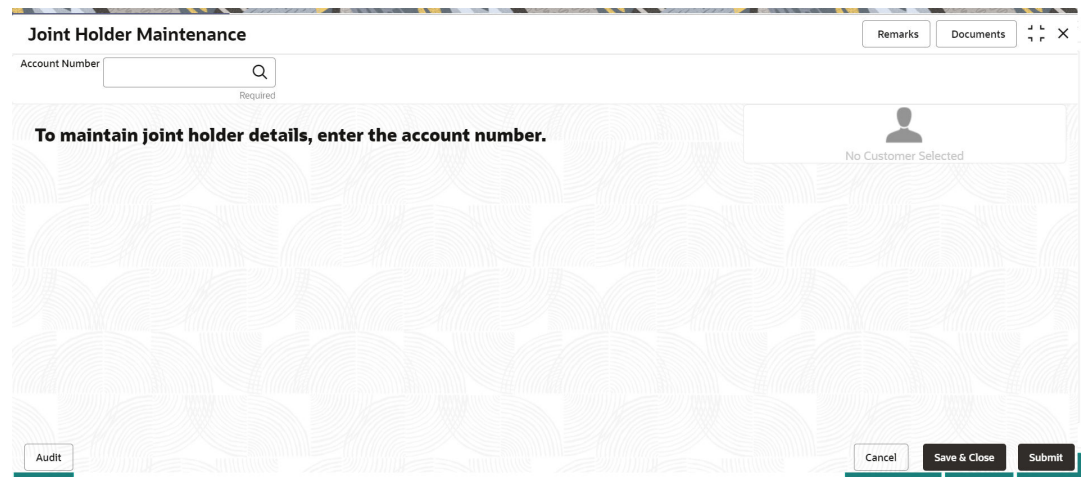 Joint Holder Maintenance
Remarks
Documents
Account Number
Required
To maintain joint holder details, enter the account number.
No Customer Selected
Audit
Cancel
Save & Close
Submit